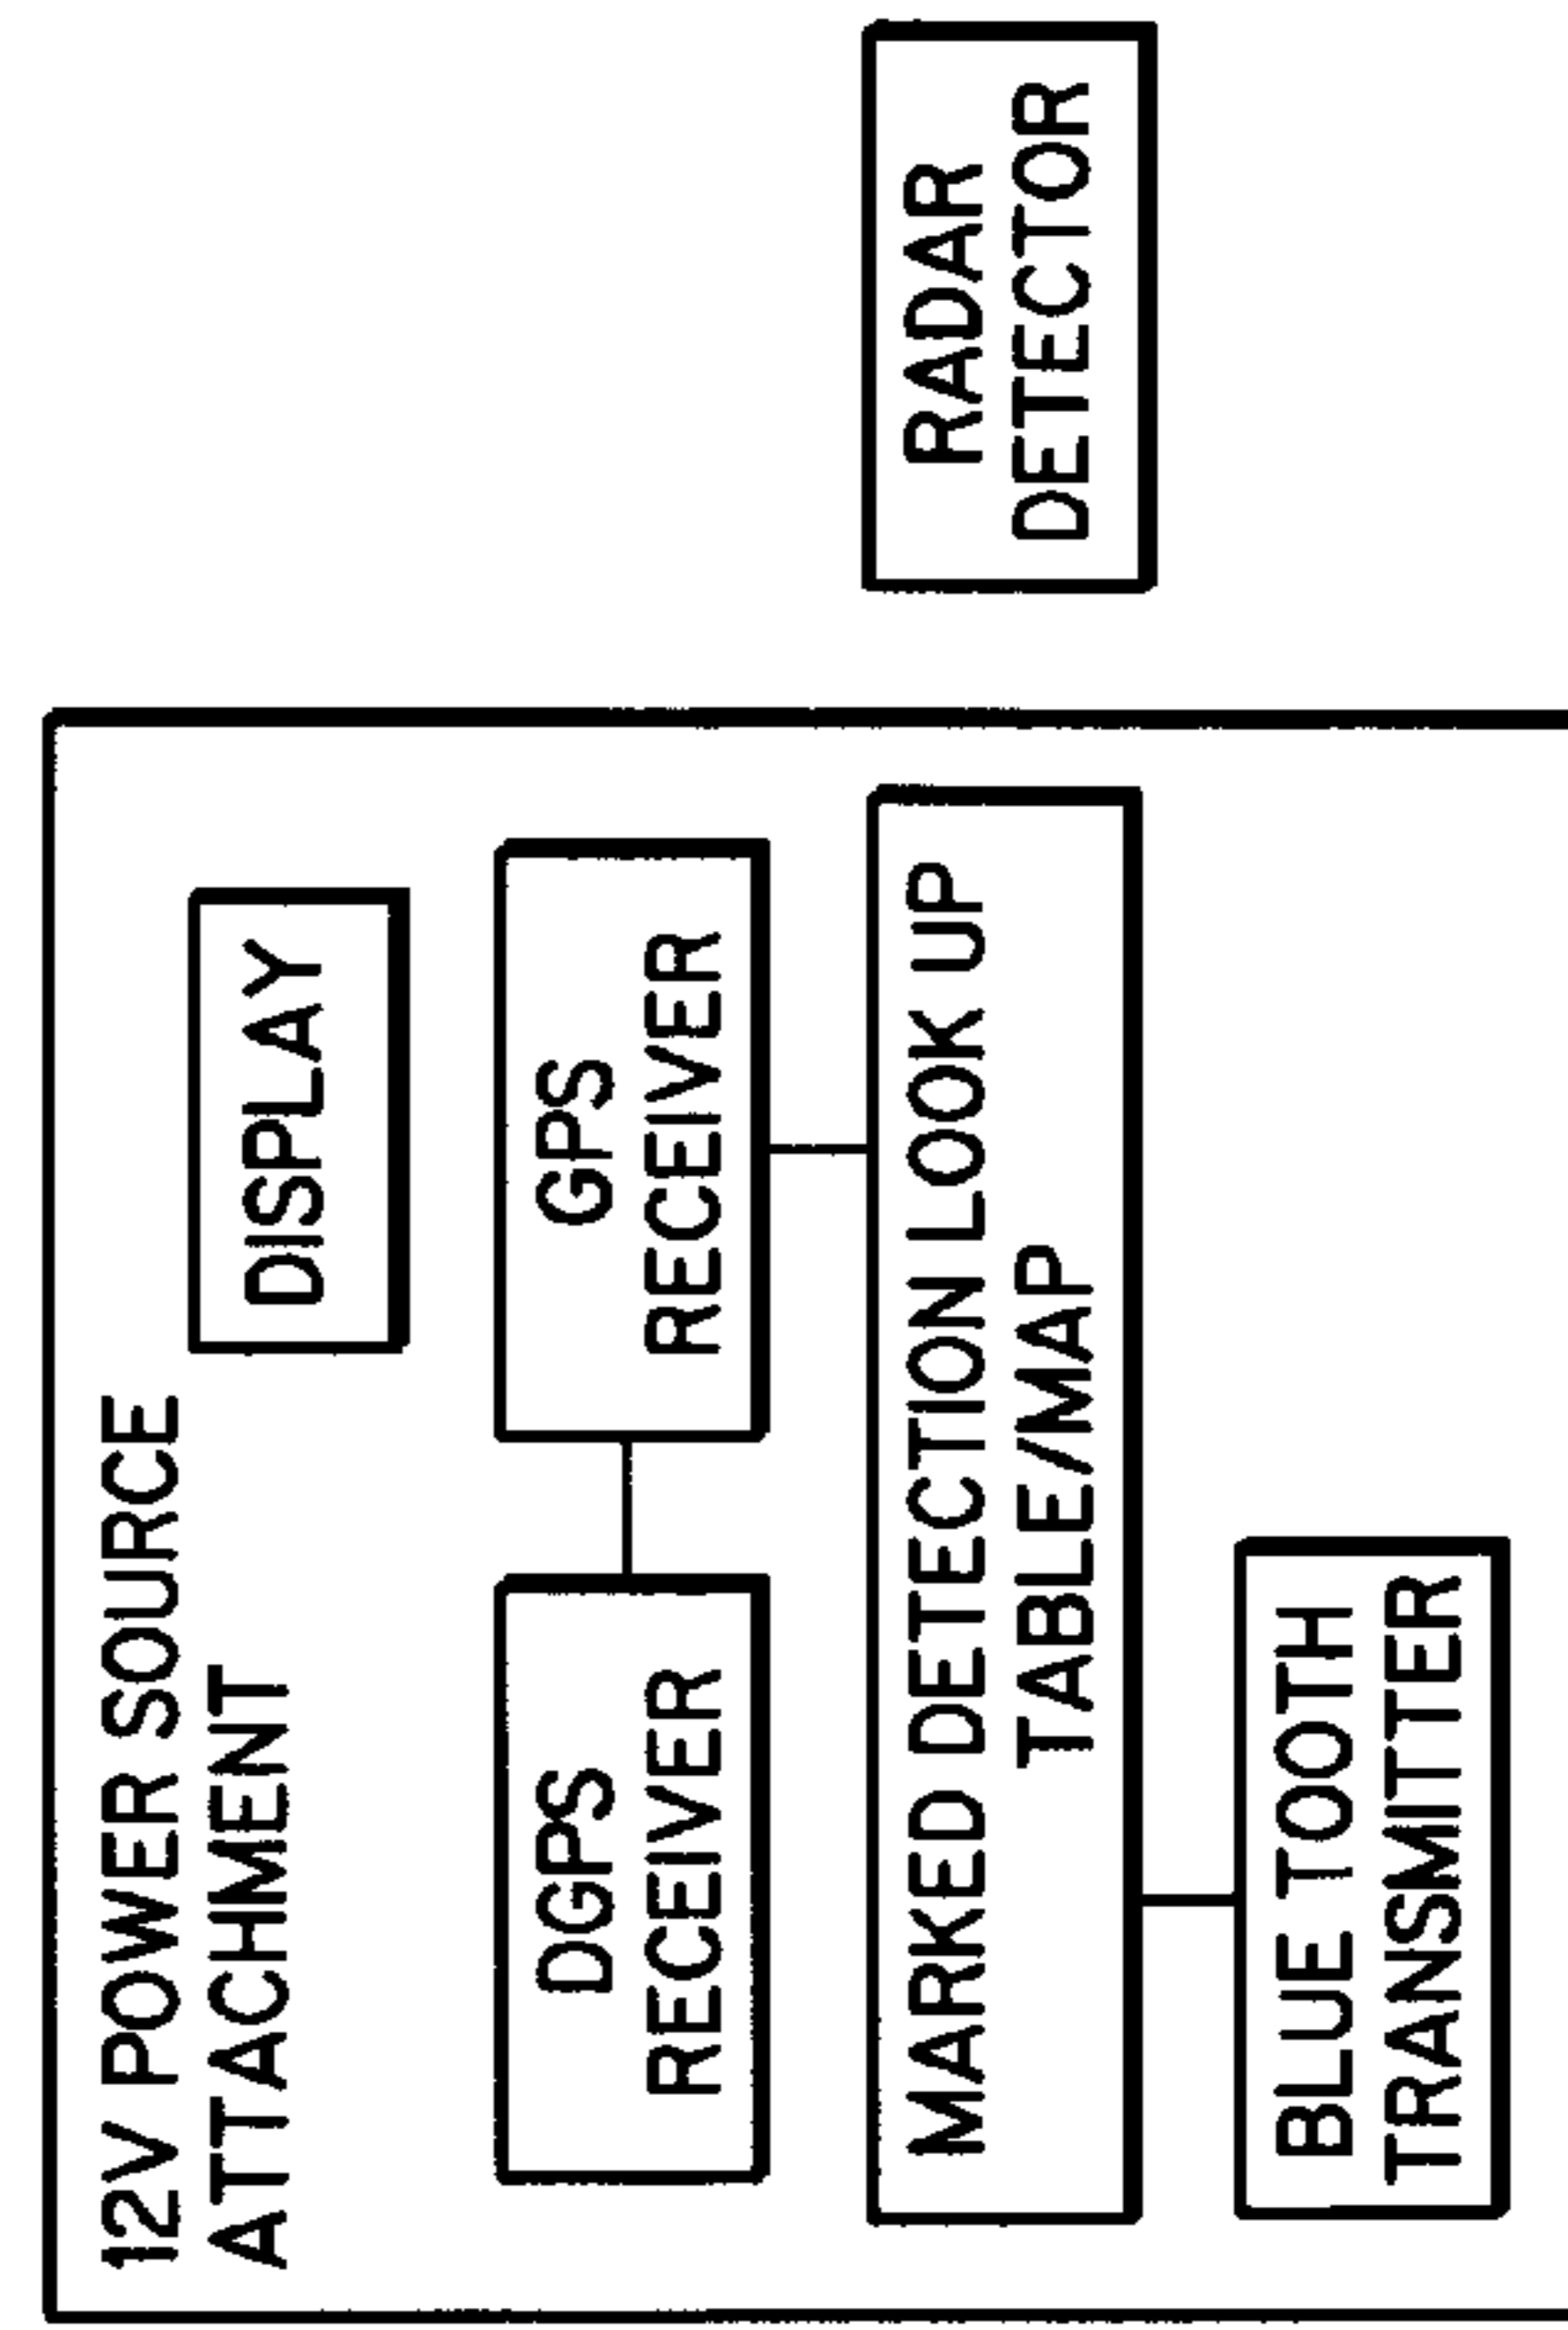 12V POWER SOURCE
ATTACHMENT
DISPLAY
DGPS
RECEIVER
GPS
RECEIVER
MARKED DETECTION LOOK UP
TABLE/MAP
BLUE TOOTH
TRANSMITTER
RADAR
DETECTOR